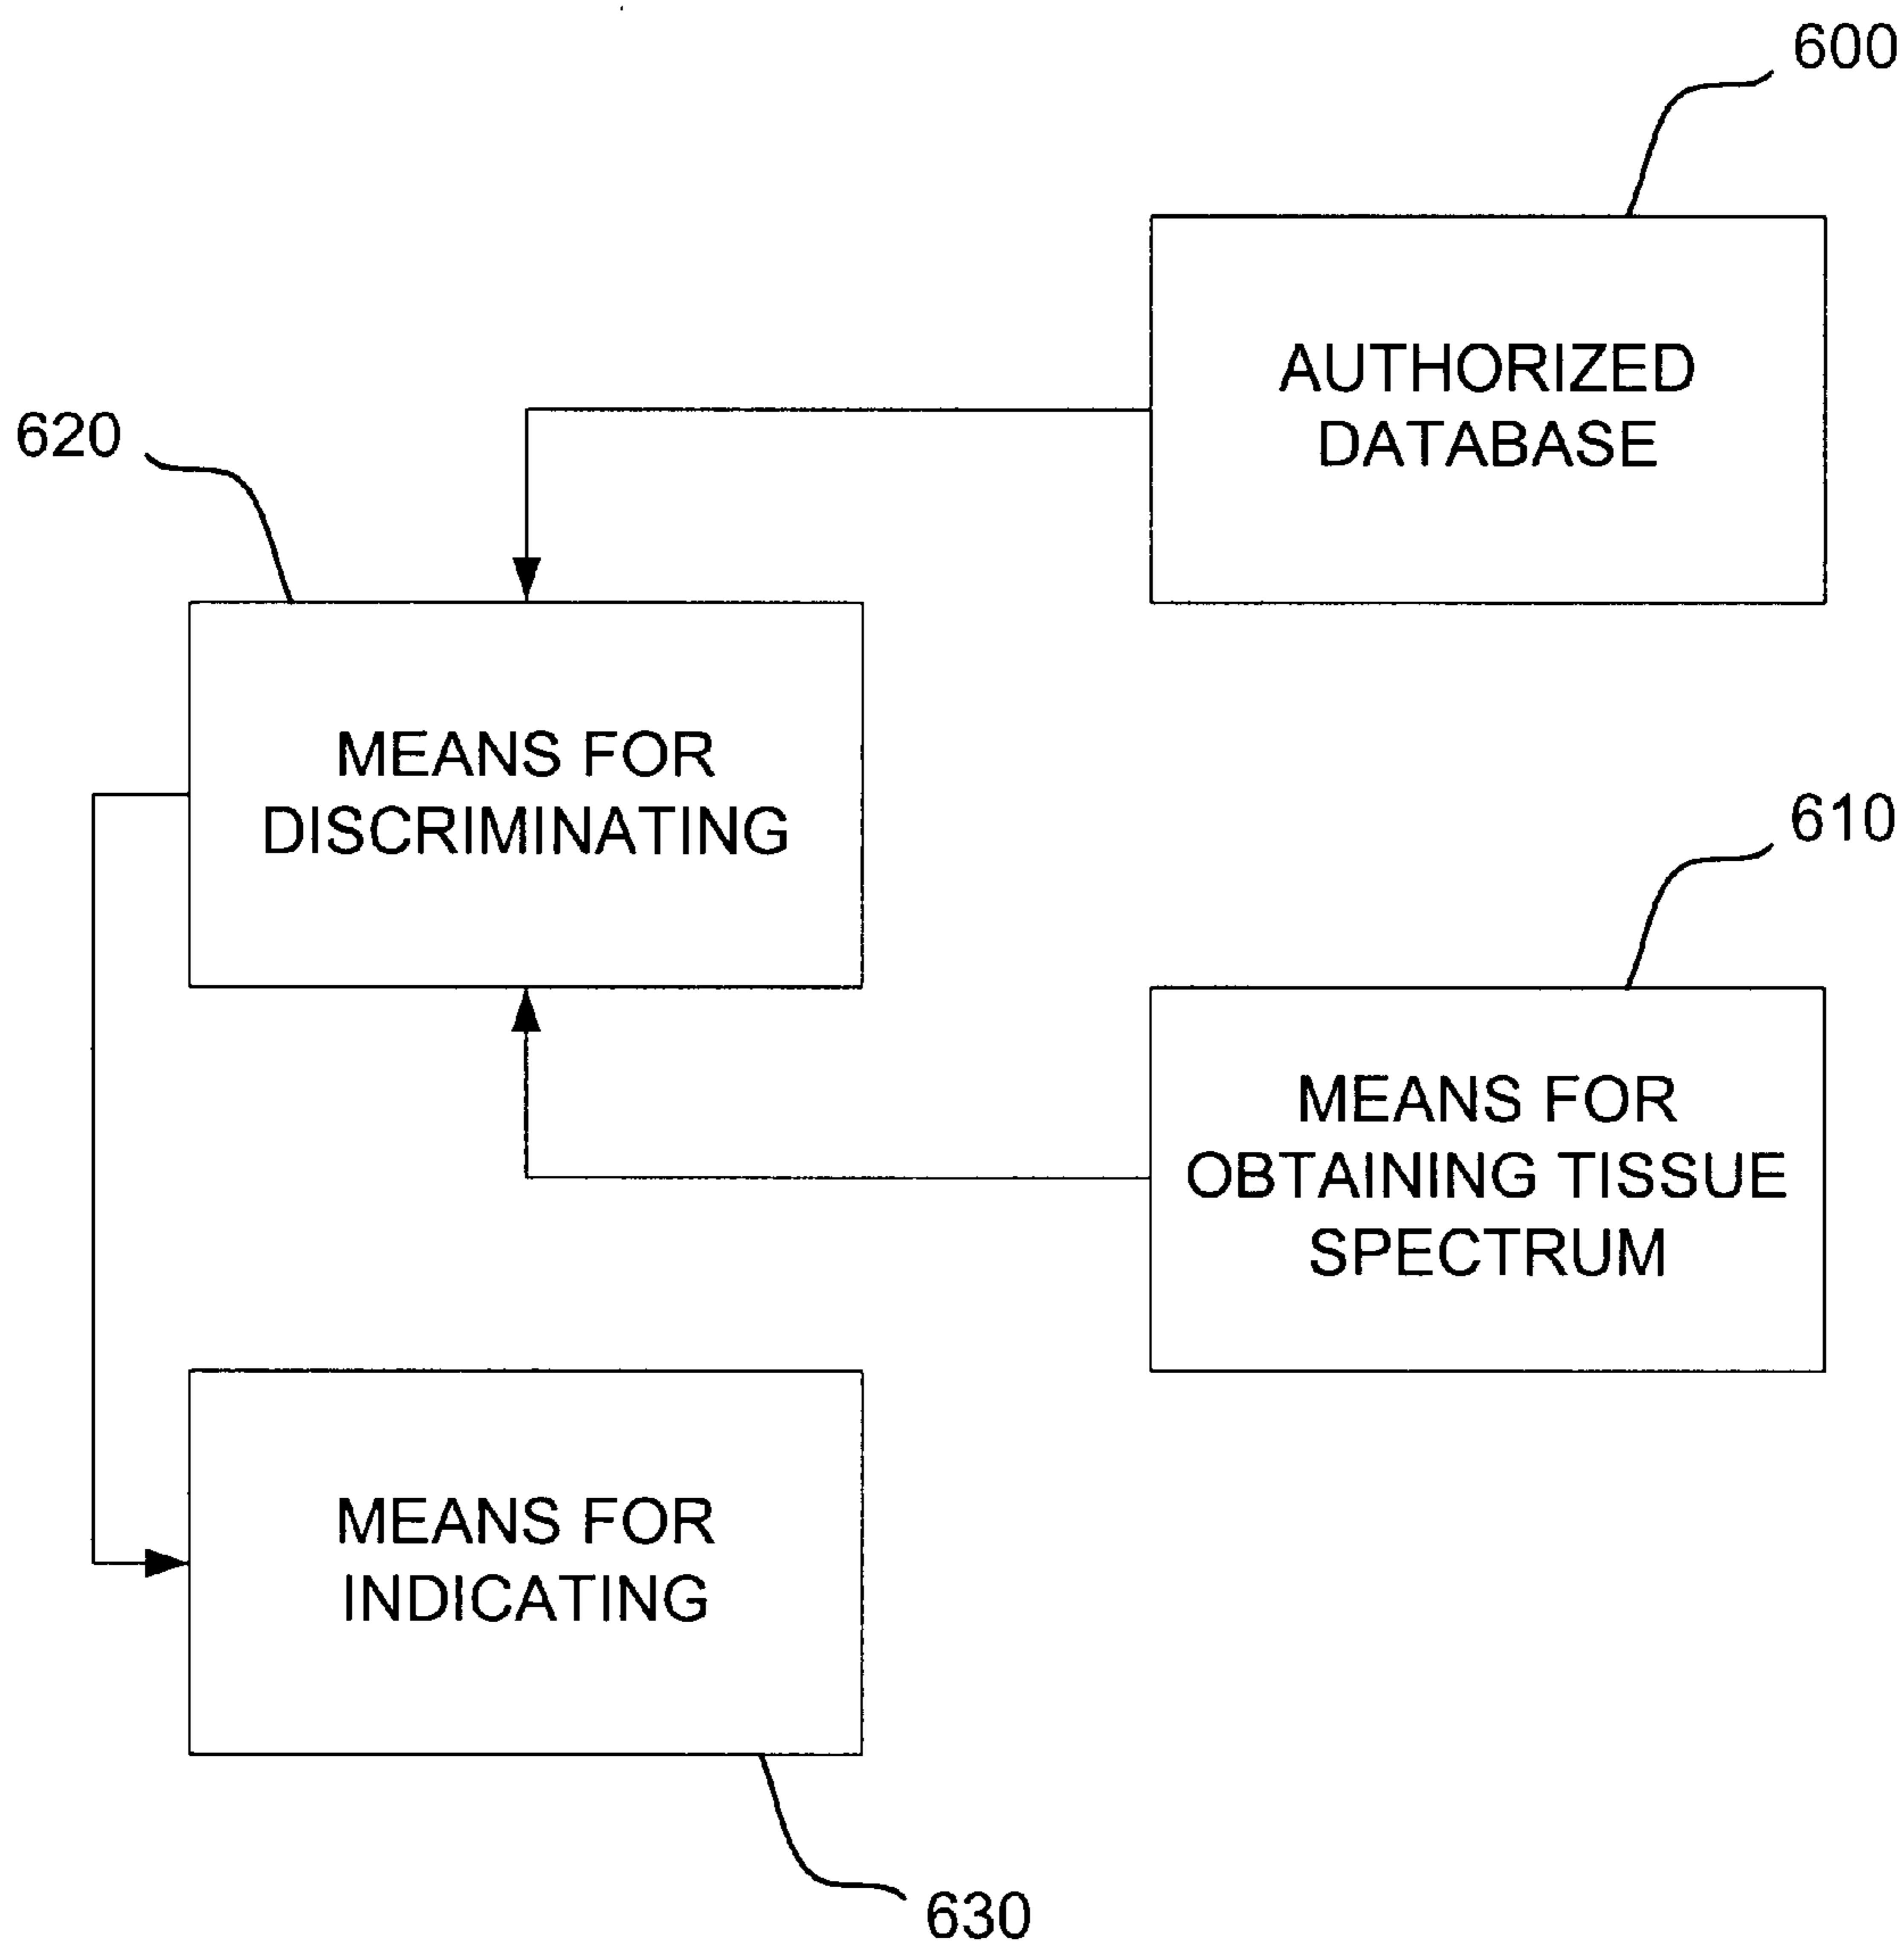 600
AUTHORIZED
DATABASE
620
MEANS FOR
DISCRIMINATING
610
MEANS FOR
OBTAINING TISSUE
SPECTRUM
MEANS FOR
INDICATING
630